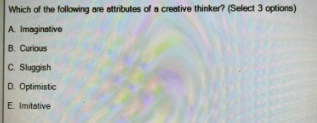 Which of the following are attributes of a creative thinker? (Select 3 options)
A. Imaginative
B. Curious
C. Sluggish
D. Optimistic
E. Imitative